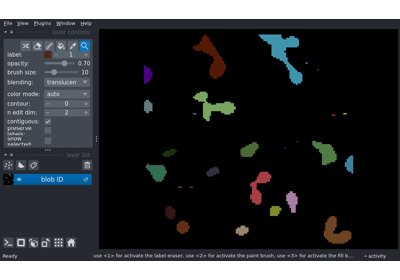 File View Plugins Window Help
layer controls
label: 1
opacity: 0.70
brush size: 10
blending: translucen
color mode: auto
contour: 0
n edit dim: 2
contiguous: ✓
preserve labels:
show selected:
layer list
blob ID
Ready
use <1> for activate the label eraser, use <2> for activate the paint brush, use <3> for activate the fill b...
activity